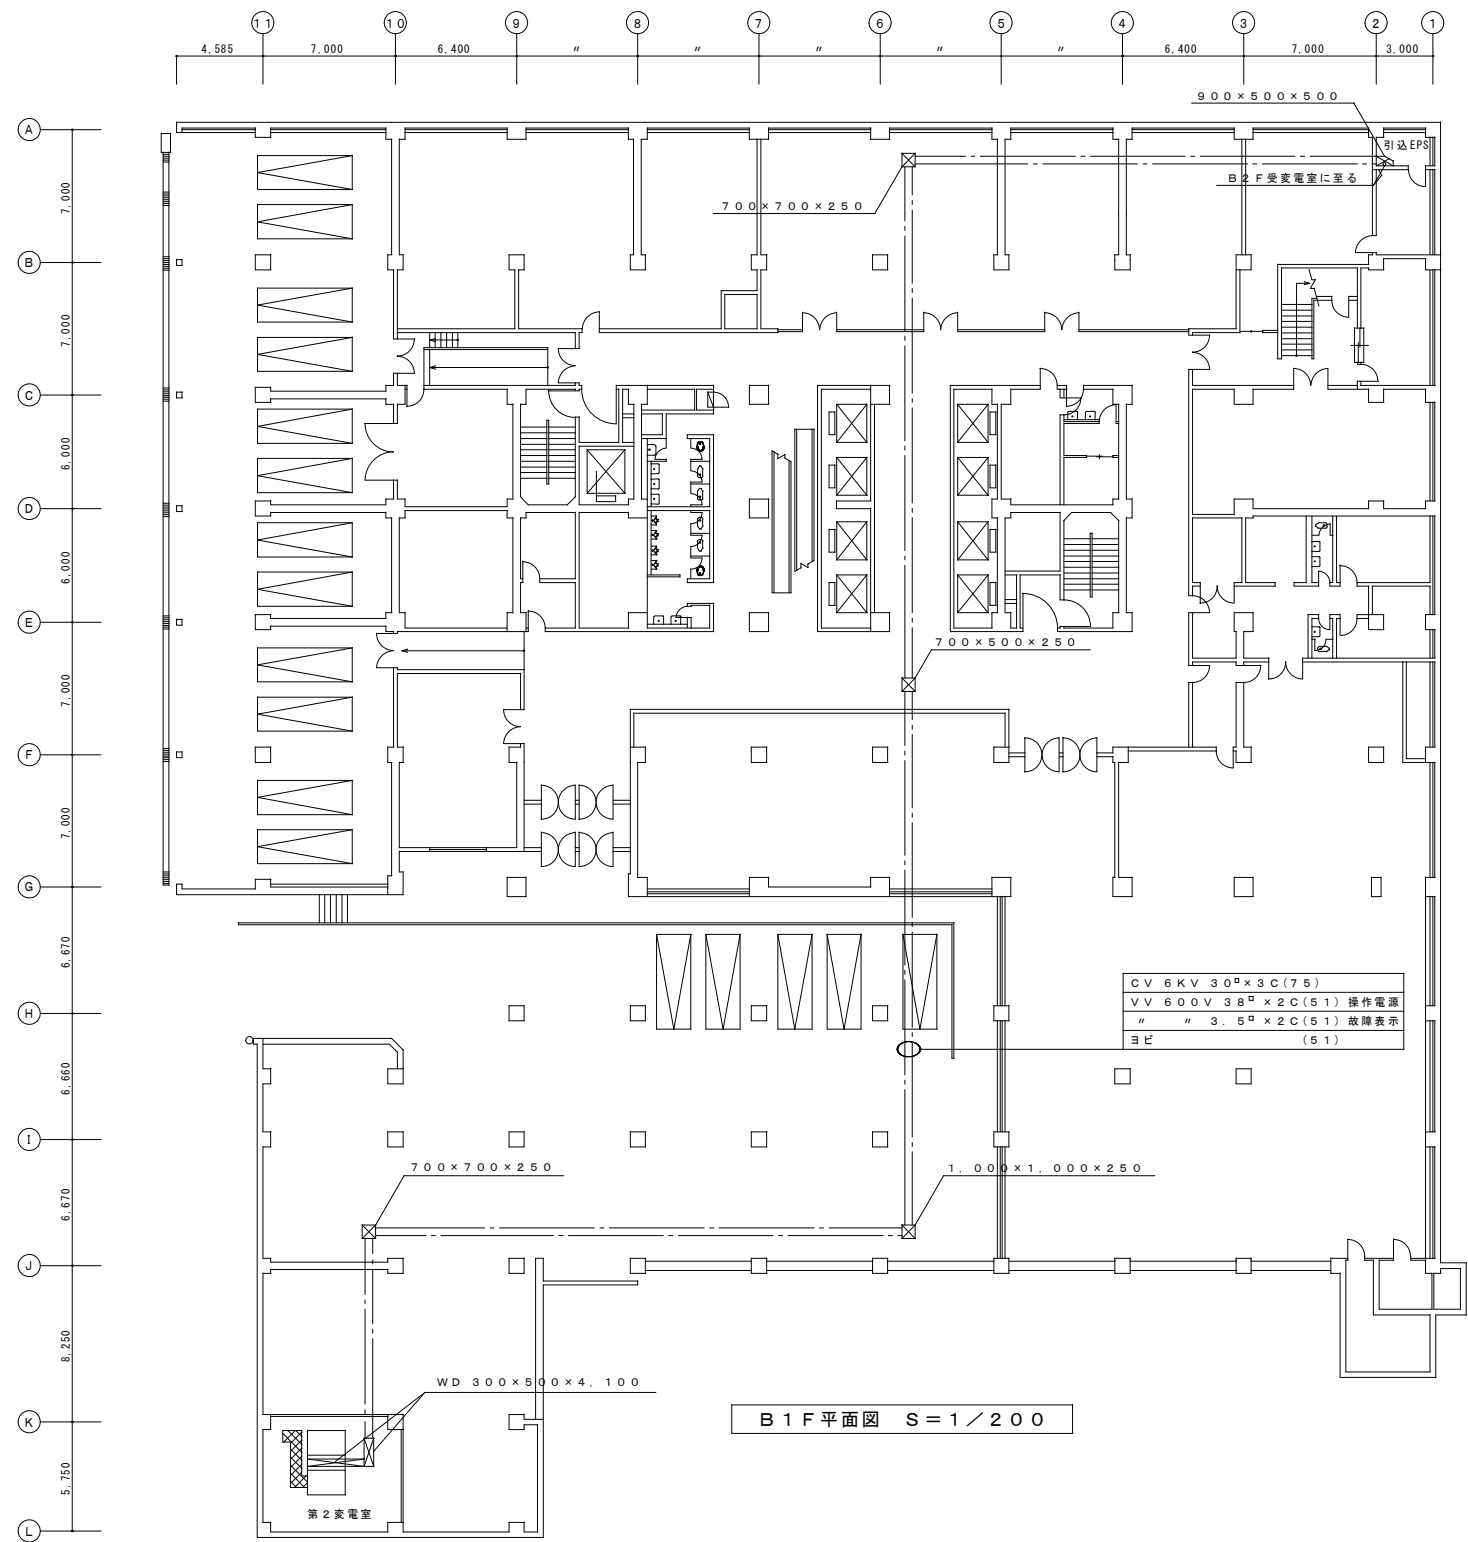 11 10 9 8 7 6 5 4 3 2 1
4,585 7,000 6,400 〃 〃 〃 〃 〃 6,400 7,000 3,000
900×500×500
A
引込EPS
B2F受変電室に至る
7,000
700×700×250
B
7,000
C
6,000
D
6,000
E
700×500×250
7,000
F
7,000
G
6,670
CV 6KV 30□×3C(75)
VV 600V 38□×2C(51) 操作電源
〃 〃 3.5□×2C(51) 故障表示
ヨビ (51)
H
6,660
I
700×700×250 1,000×1,000×250
6,670
J
8,250
WD 300×500×4,100
B1F平面図 S=1/200
K
5,750
第2変電室
L